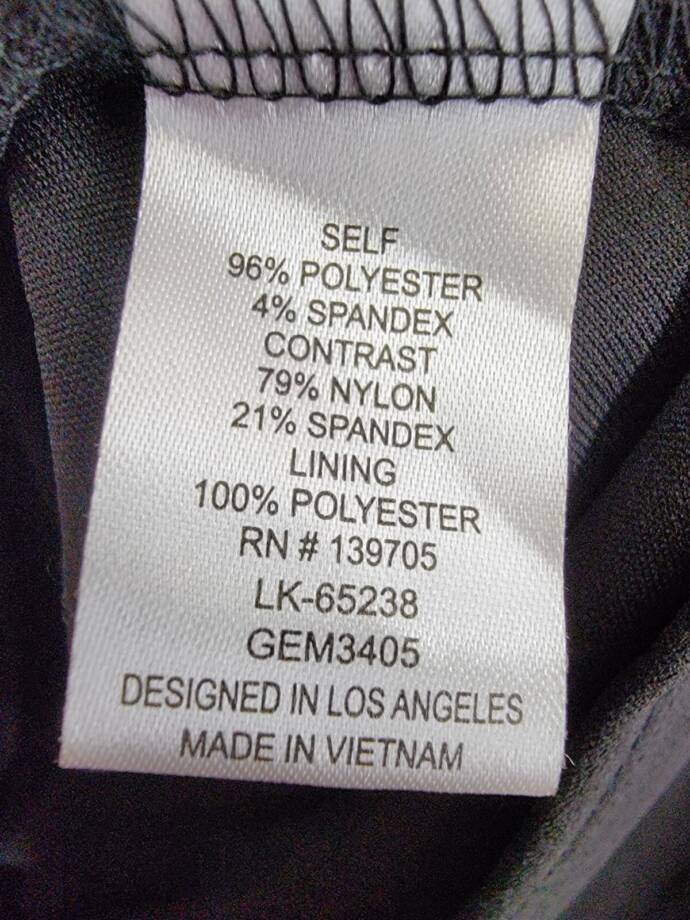 SELF
96% POLYESTER
4% SPANDEX
CONTRAST
79% NYLON
21% SPANDEX
LINING
100% POLYESTER
RN # 139705
LK-65238
GEM3405
DESIGNED IN LOS ANGELES
MADE IN VIETNAM